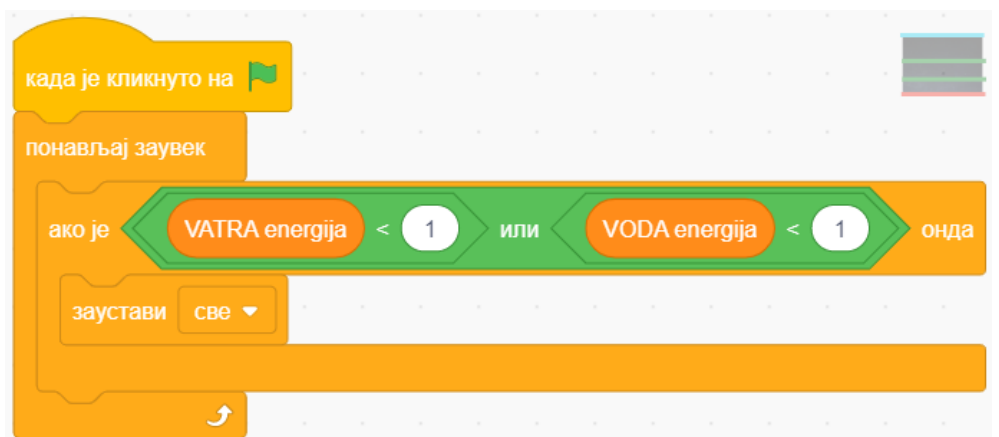 када је кликнуто на
понављај заувек
ако је VATRA energija < 1 или VODA energija < 1 онда
заустави све